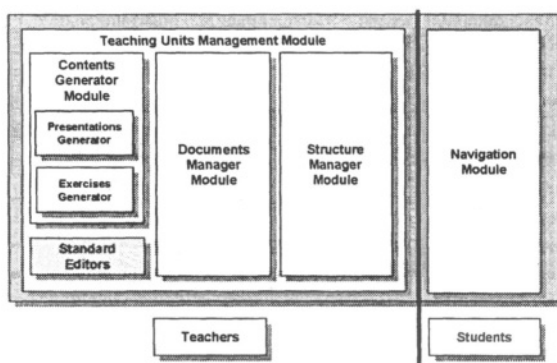 Teaching Units Management Module
Contents
Generator
Module
Presentations
Generator
Exercises
Generator
Standard
Editors
Documents
Manager
Module
Structure
Manager
Module
Navigation
Module
Teachers
Students